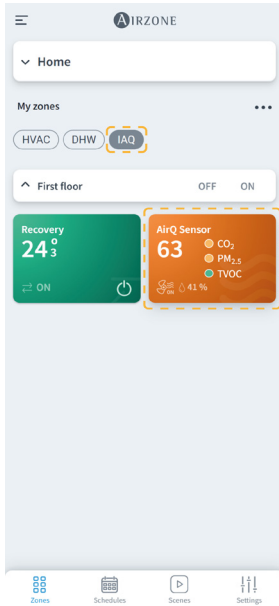 AIRZONE
Home
My zones
HVAC DHW IAQ
First floor OFF ON
Recovery
24°3
ON
AirQ Sensor
63
CO₂
PM2.5
TVOC
ON 41 %
Zones Schedules Scenes Settings